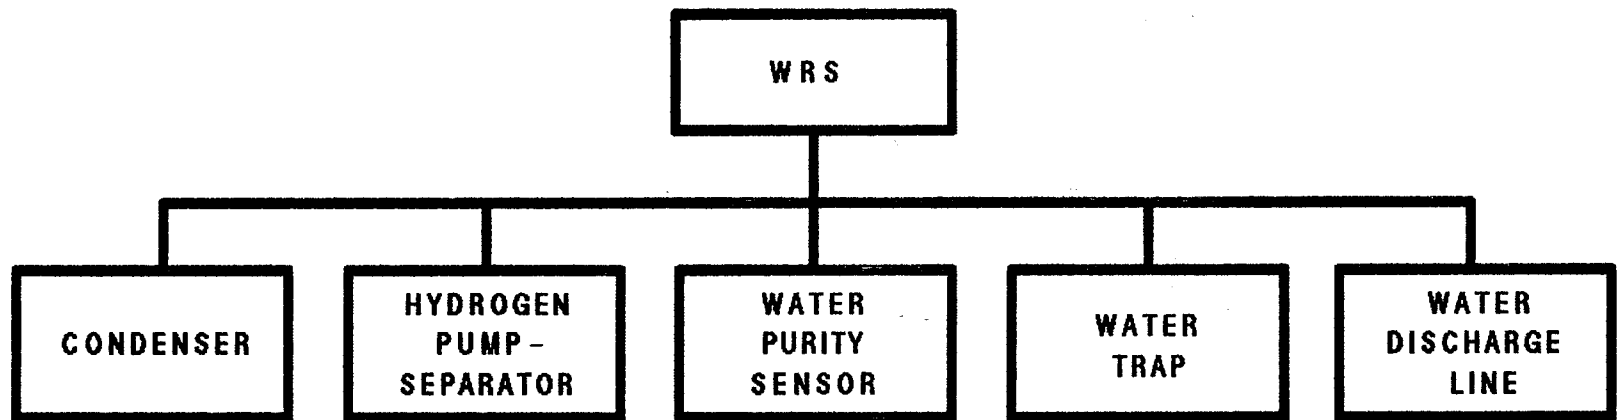 WRS
CONDENSER
HYDROGEN
PUMP-
SEPARATOR
WATER
PURITY
SENSOR
WATER
TRAP
WATER
DISCHARGE
LINE